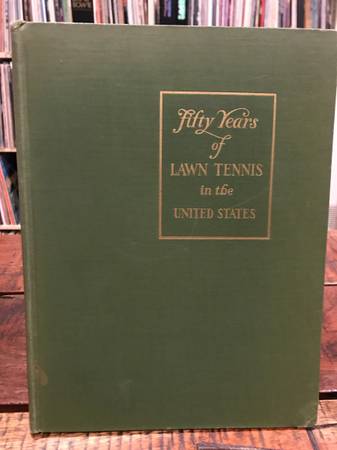 Fifty Years
of
LAWN TENNIS
in the
UNITED STATES